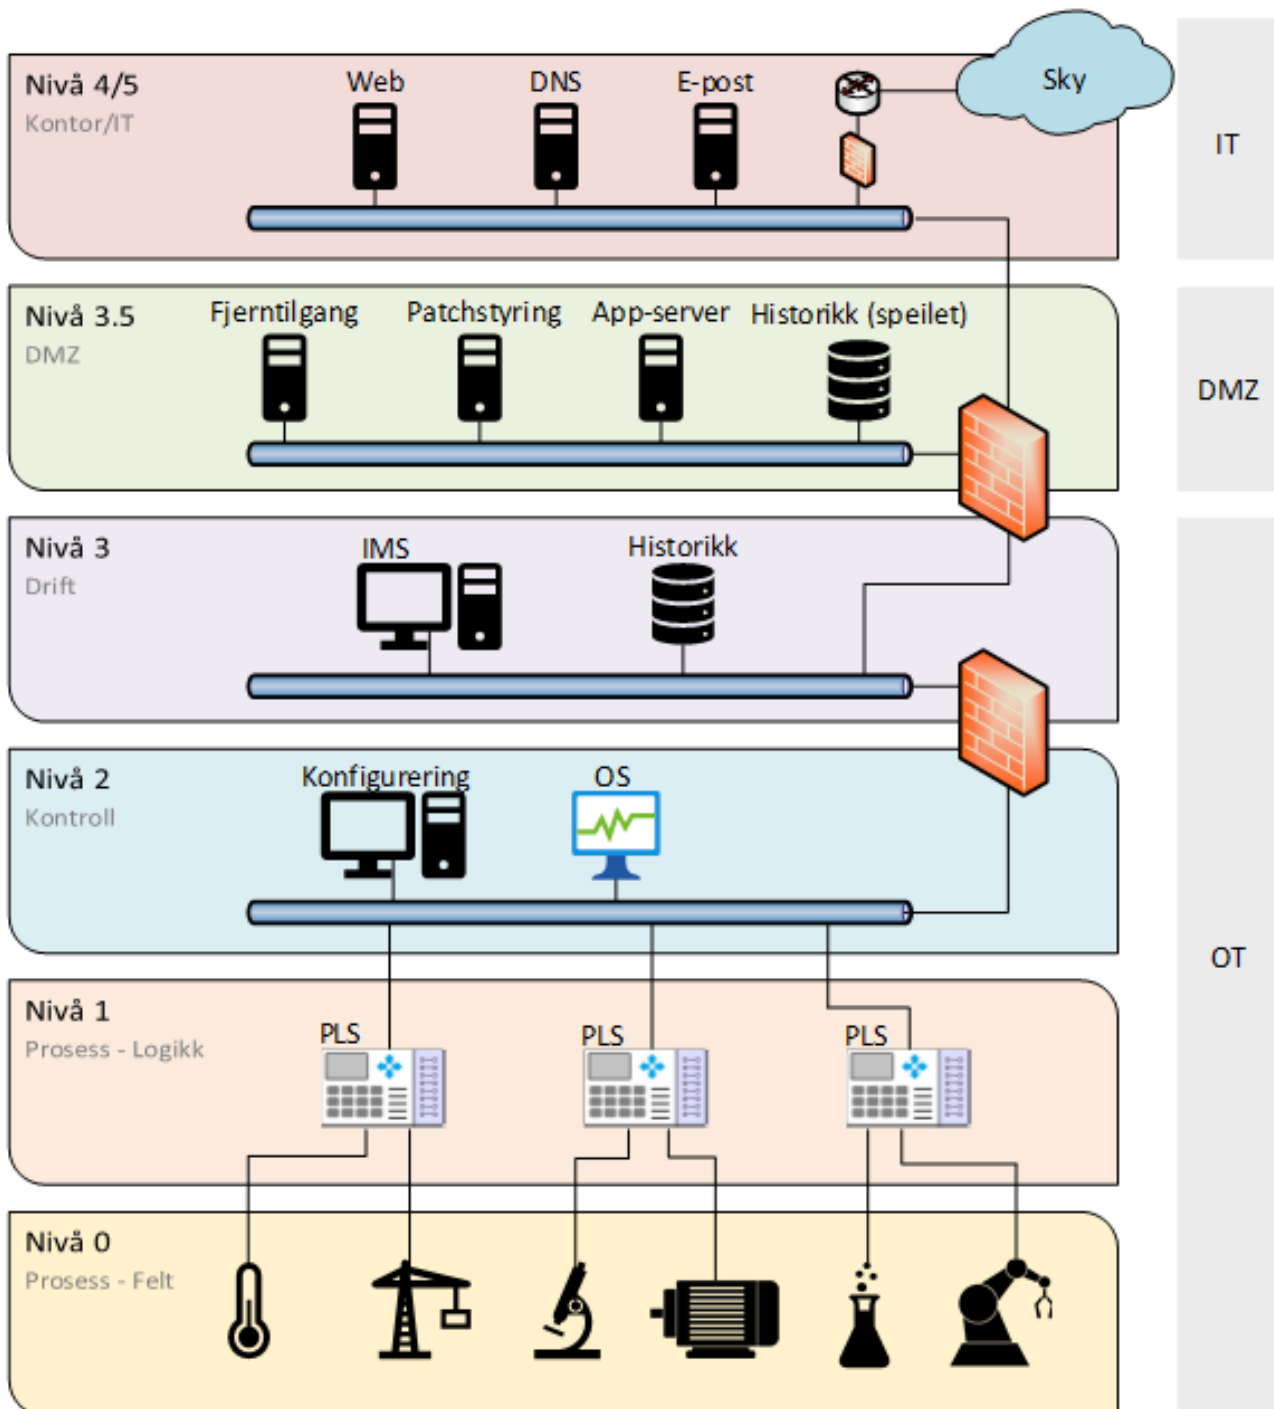 Nivå 4/5
Kontor/IT
Web
DNS
E-post
Sky
IT
Nivå 3.5
DMZ
Fjerntilgang
Patchstyring
App-server
Historikk (speilet)
DMZ
Nivå 3
Drift
IMS
Historikk
Nivå 2
Kontroll
Konfigurering
OS
OT
Nivå 1
Prosess - Logikk
PLS
PLS
PLS
Nivå 0
Prosess - Felt